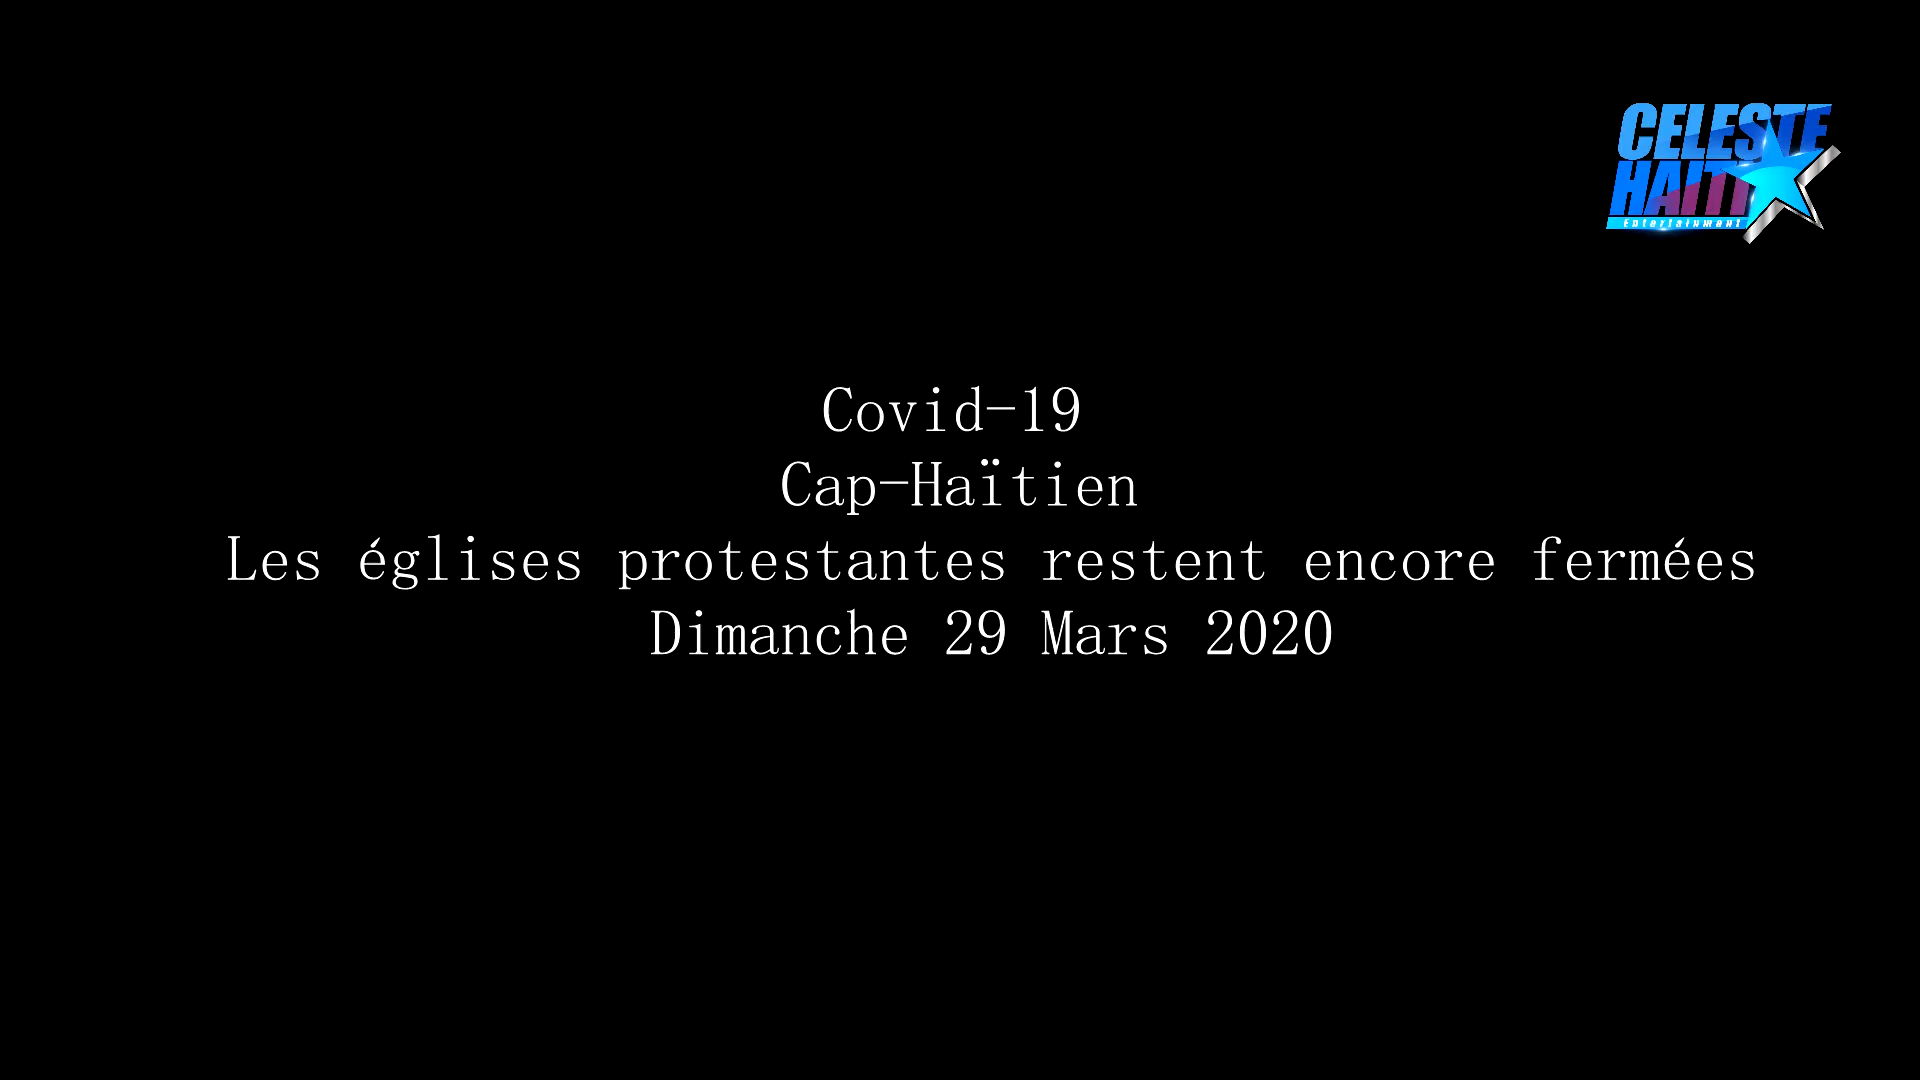 CELESTE
HAITI
Entertainment
Covid-19
Cap-Haïtien
Les églises protestantes restent encore fermées
Dimanche 29 Mars 2020